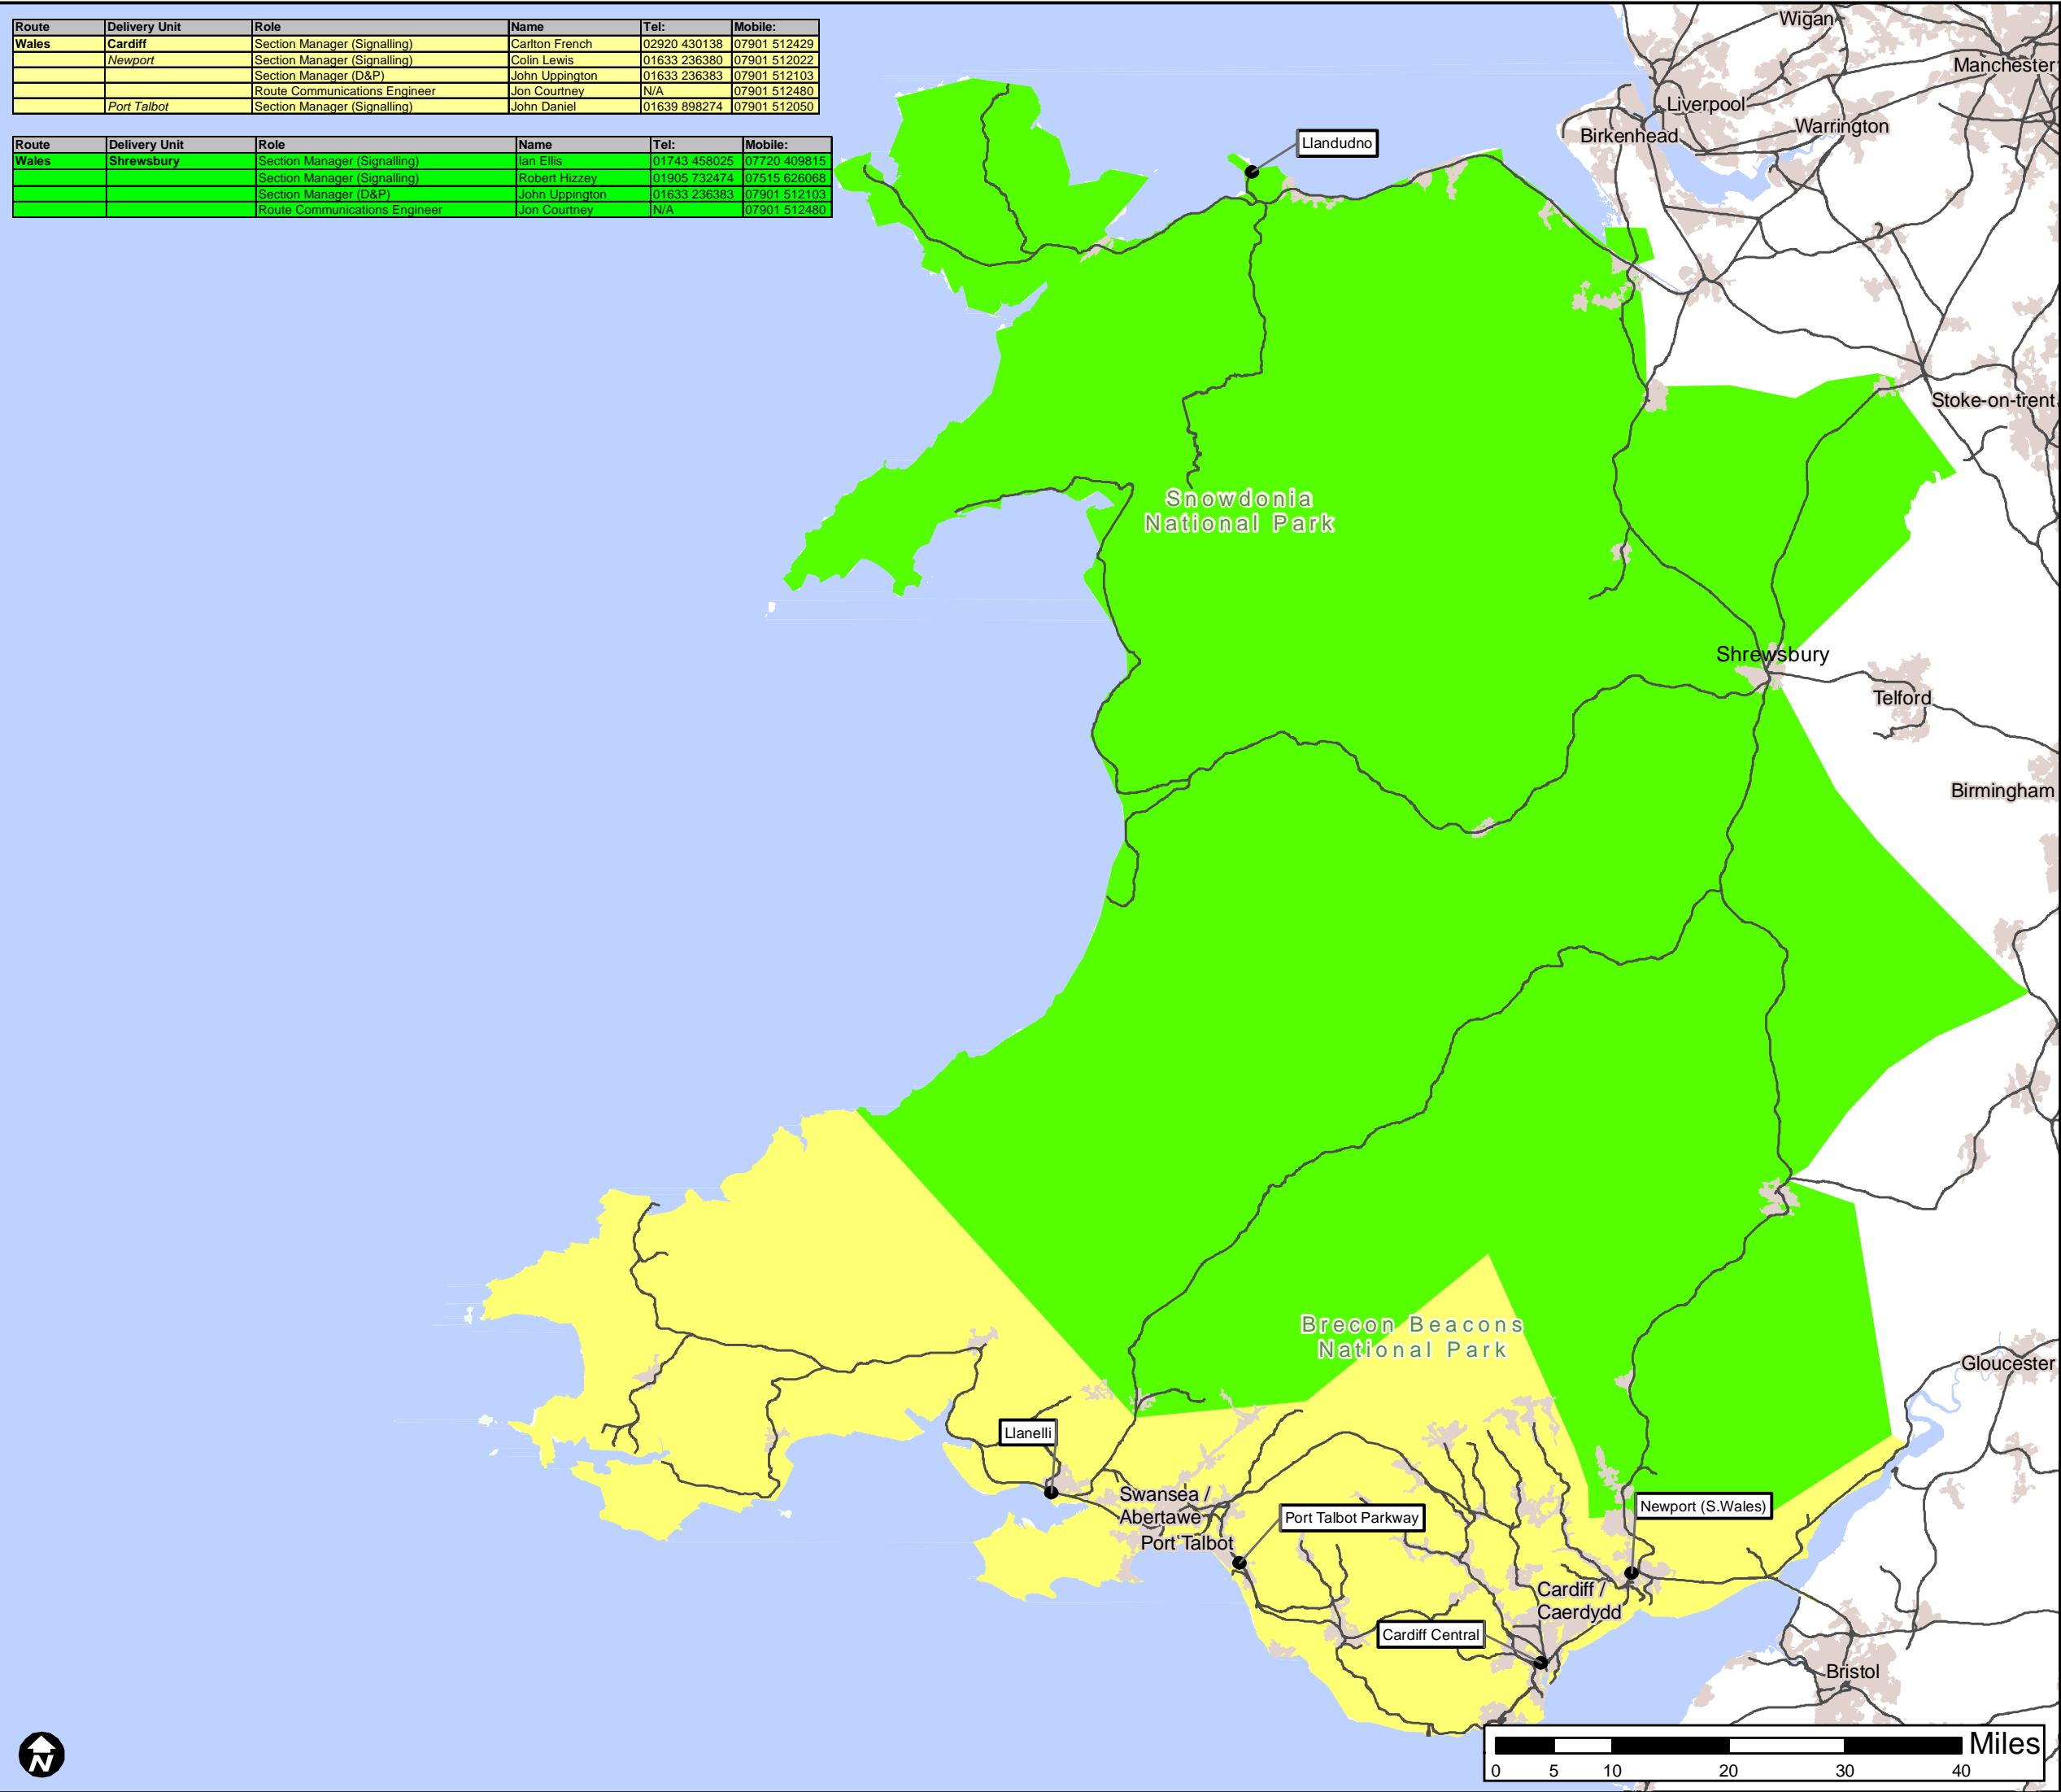 Route Delivery Unit Role Name Tel: Mobile:
Wales Cardiff Section Manager (Signalling) Carlton French 02920 430138 07901 512429
Newport Section Manager (Signalling) Colin Lewis 01633 236380 07901 512022
Section Manager (D&P) John Uppington 01633 236383 07901 512103
Route Communications Engineer Jon Courtney N/A 07901 512480
Port Talbot Section Manager (Signalling) John Daniel 01639 898274 07901 512050
Route Delivery Unit Role Name Tel: Mobile:
Wales Shrewsbury Section Manager (Signalling) Ian Ellis 01743 458025 07720 409815
Section Manager (Signalling) Robert Hizzey 01905 732474 07515 626068
Section Manager (D&P) John Uppington 01633 236383 07901 512103
Route Communications Engineer Jon Courtney N/A 07901 512480
Wigan
Manchester
Liverpool
Warrington
Birkenhead
Llandudno
Stoke-on-trent
Snowdonia
National Park
Shrewsbury
Telford
Birmingham
Brecon Beacons
National Park
Gloucester
Llanelli
Swansea /
Abertawe
Port Talbot Parkway
Newport (S.Wales)
Port Talbot
Cardiff /
Caerdydd
Cardiff Central
Bristol
N
Miles
0 5 10 20 30 40